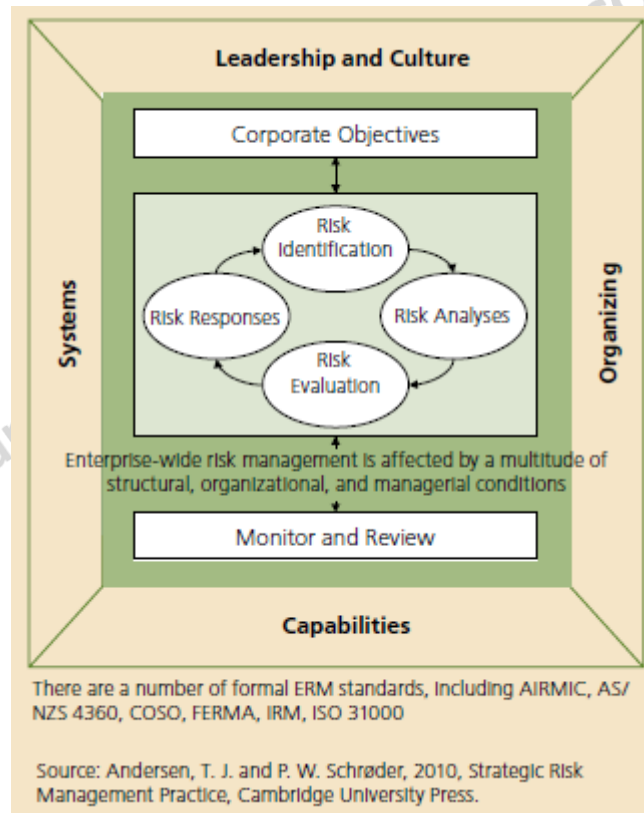 Leadership and Culture
Corporate Objectives
Systems
Organizing
Risk
Identification
Risk Responses
Risk Analyses
Risk
Evaluation
Enterprise-wide risk management is affected by a multitude of
structural, organizational, and managerial conditions
Monitor and Review
Capabilities
There are a number of formal ERM standards, including AIRMIC, AS/
NZS 4360, COSO, FERMA, IRM, ISO 31000
Source: Andersen, T. J. and P. W. Schrøder, 2010, Strategic Risk
Management Practice, Cambridge University Press.